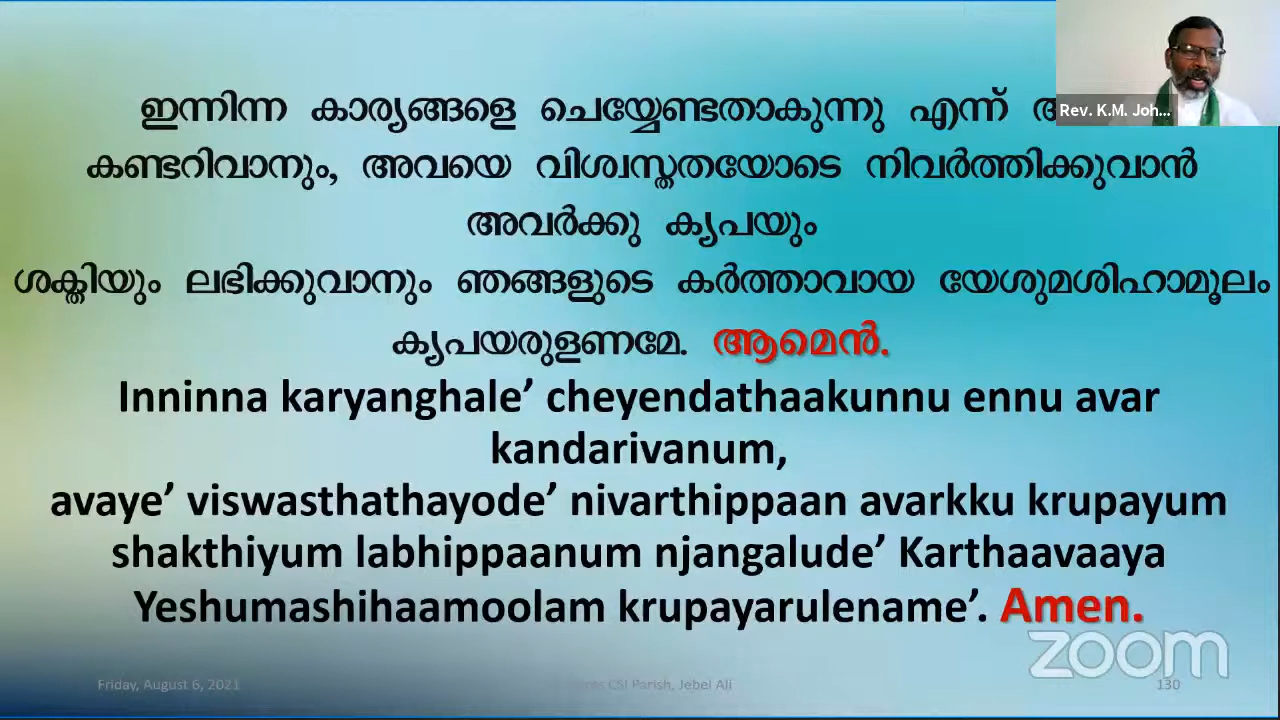 ഇന്നിന്ന കാര്യങ്ങളെ ചെയ്യേണ്ടതാകുന്നു എന്ന്
Rev. K.M. Joh...
കണ്ടറിവാനും, അവയെ വിശ്വസ്തതയോടെ നിവർത്തിക്കുവാൻ
അവർക്കു കൃപയും
ശക്തിയും ലഭിക്കുവാനും ഞങ്ങളുടെ കർത്താവായ യേശുമശിഹാമൂലം
കൃപയരുളണമേ. ആമെൻ.
Inninna karyanghale’ cheyendathaakunnu ennu avar
kandarivanum,
avaye’ viswasthathayode’ nivarthippaan avarkku krupayum
shakthiyum labhippaanum njangalude’ Karthaavaaya
Yeshumashihaamoolam krupayarulename’. Amen.
zoom
Friday, August 6, 2021 CSI Parish, Jebel Ali 130